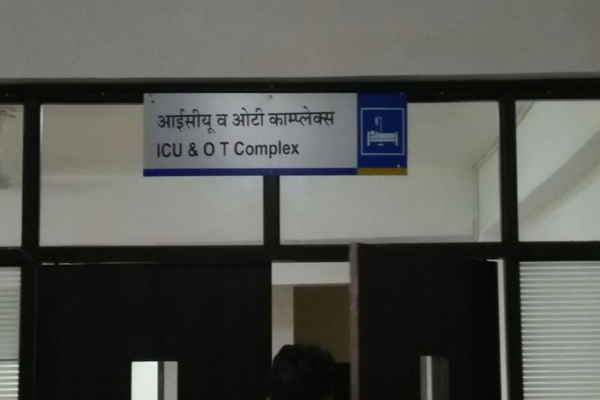 आईसीयू व ओटी काम्प्लेक्स
ICU & O T Complex